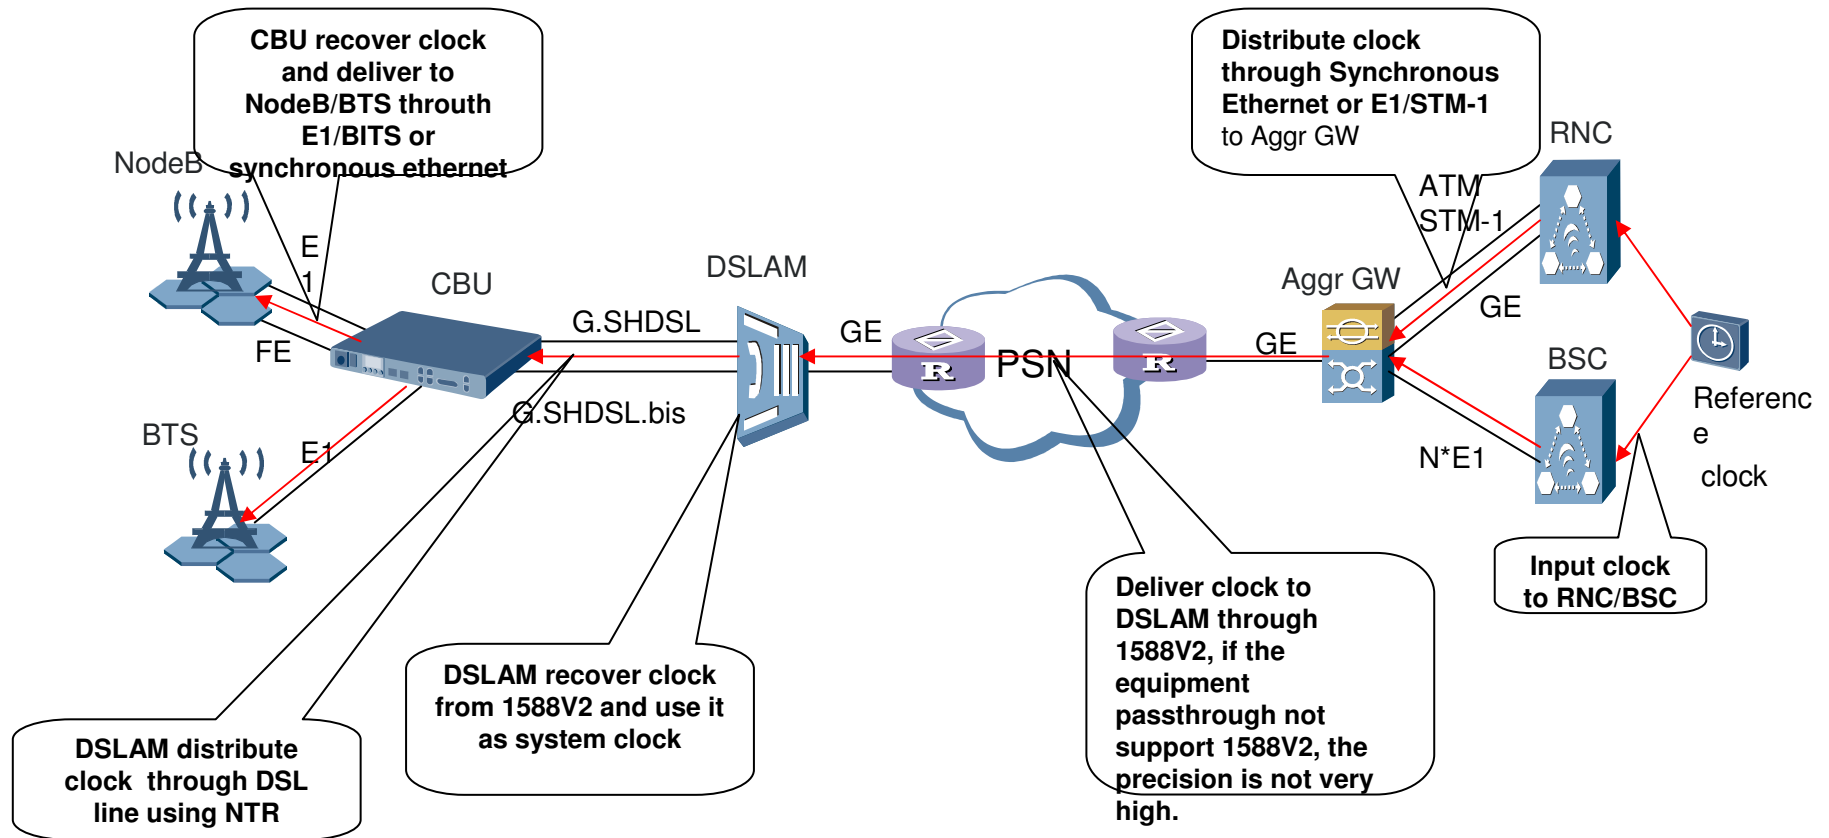 CBU recover clock
and deliver to
NodeB/BTS throuth
E1/BITS or
synchronous ethernet
Distribute clock
through Synchronous
Ethernet or E1/STM-1
to Aggr GW
RNC
NodeB
ATM
STM-1
E
1
DSLAM
CBU
Aggr GW
G.SHDSL
GE
GE
FE
GE
PSN
R
R
BSC
Referenc
e
clock
G.SHDSL.bis
BTS
E1
N*E1
Input clock
to RNC/BSC
Deliver clock to
DSLAM through
1588V2, if the
equipment
passthrough not
support 1588V2, the
precision is not very
high.
DSLAM recover clock
from 1588V2 and use it
as system clock
DSLAM distribute
clock  through DSL
line using NTR